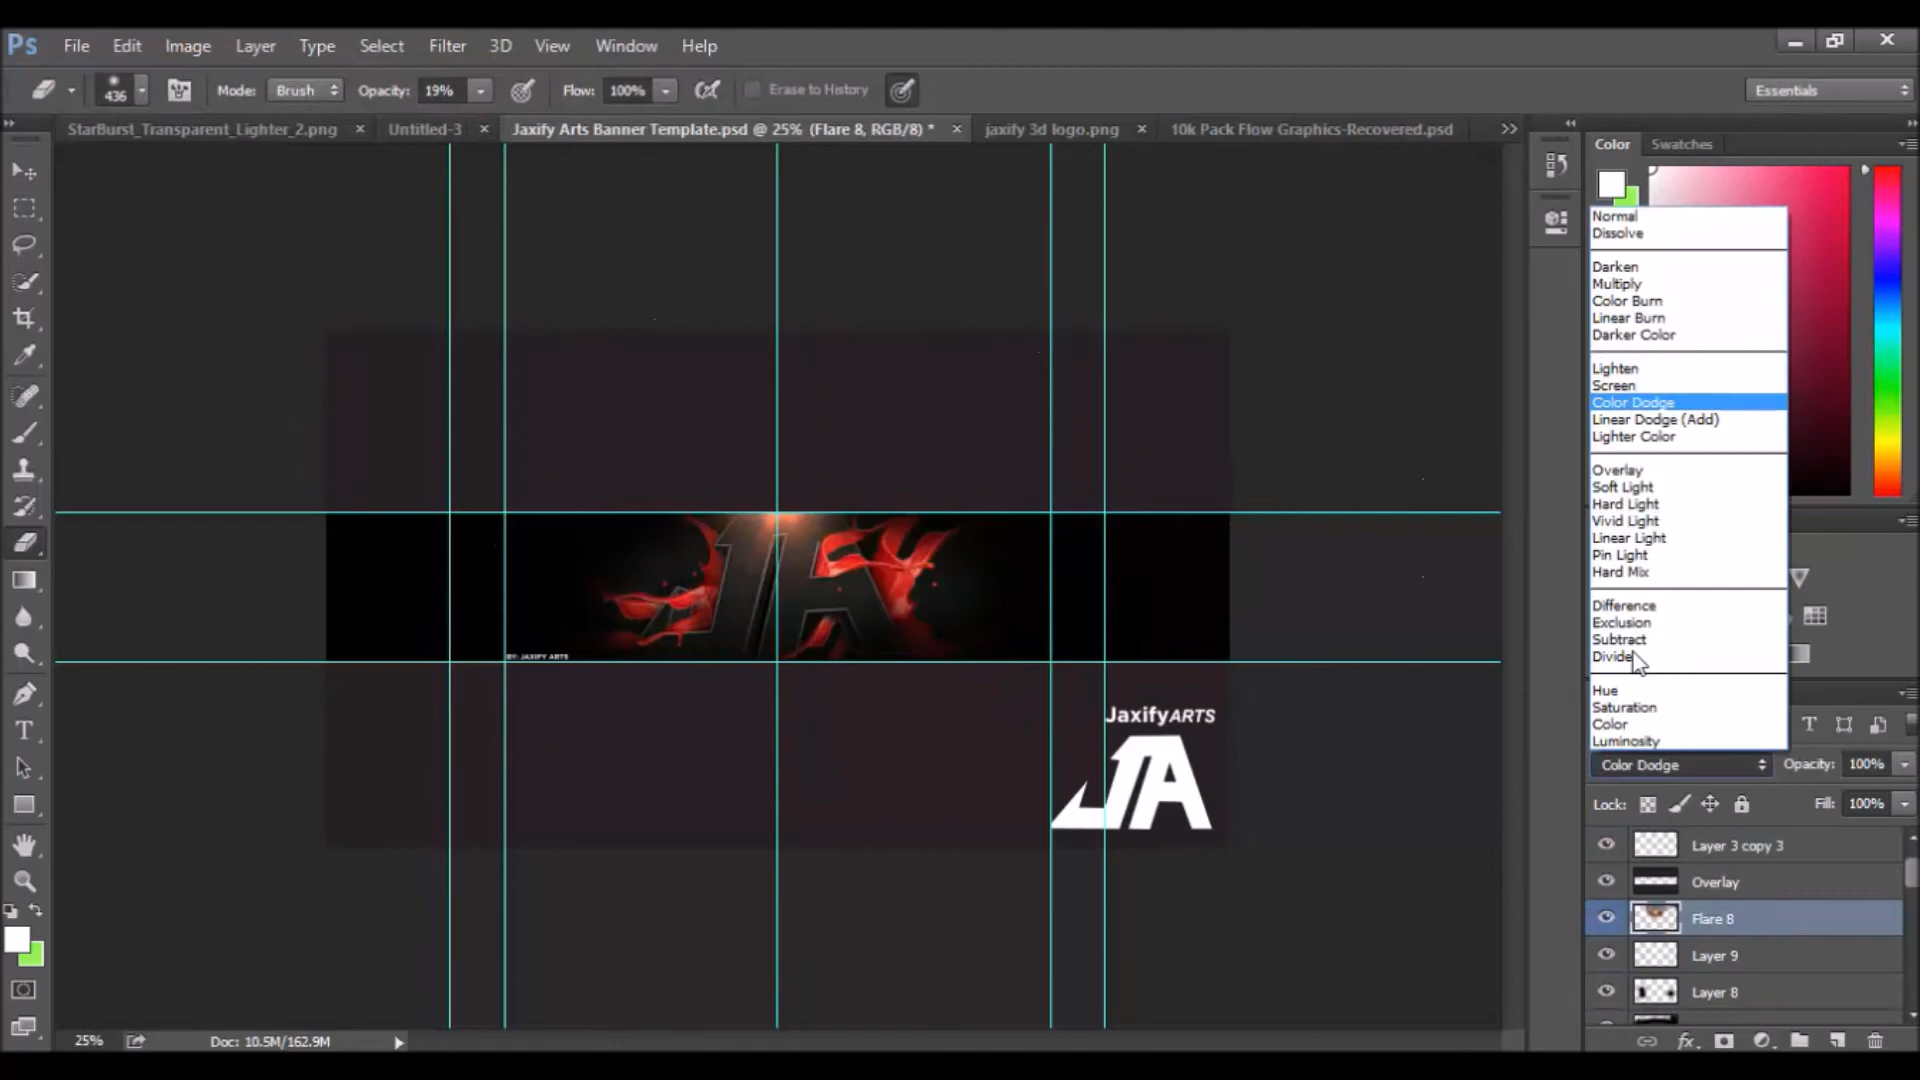 Ps File Edit Image Layer Type Select Filter 3D View Window Help
436 Mode: Brush Opacity: 19% Flow: 100% Erase to History Essentials
StarBurst_Transparent_Lighter_2.png × Untitled-3 × Jaxify Arts Banner Template.psd @ 25% (Flare 8, RGB/8) * × jaxify 3d logo.png × 10k Pack Flow Graphics-Recovered.psd >>
Color Swatches
Normal
Dissolve
Darken
Multiply
Color Burn
Linear Burn
Darker Color
Lighten
Screen
Color Dodge
Linear Dodge (Add)
Lighter Color
Overlay
Soft Light
Hard Light
Vivid Light
Linear Light
Pin Light
Hard Mix
Difference
Exclusion
Subtract
Divide
Hue
Saturation
Color
Luminosity
JA
BY: JAXIFY ARTS
JaxifyARTS
JA
Color Dodge Opacity: 100%
Lock: Fill: 100%
Layer 3 copy 3
Overlay
Flare 8
Layer 9
Layer 8
25% Doc: 10.5M/162.9M